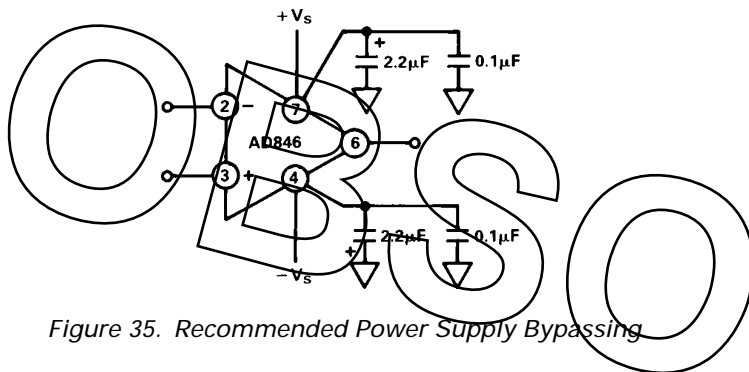 +VS
+
2.2µF
0.1µF
2
−
7
AD846
6
3
+
4
2.2µF
0.1µF
+
−VS
OBSO
Figure 35. Recommended Power Supply Bypassing